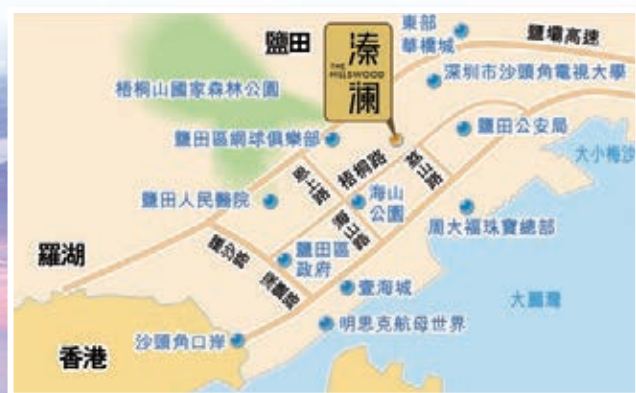 東部
華僑城
鹽壩高速
鹽田
溱
瀾
THE
HILLSWOOD
深圳市沙頭角電視大學
梧桐山國家森林公園
鹽田區網球俱樂部
鹽田公安局
大小梅沙
梧桐路
鹽田人民醫院
海山
公園
海山路
周大福珠寶總部
羅湖
鹽田區
政府
壹海城
大鵬灣
明思克航母世界
沙頭角口岸
香港